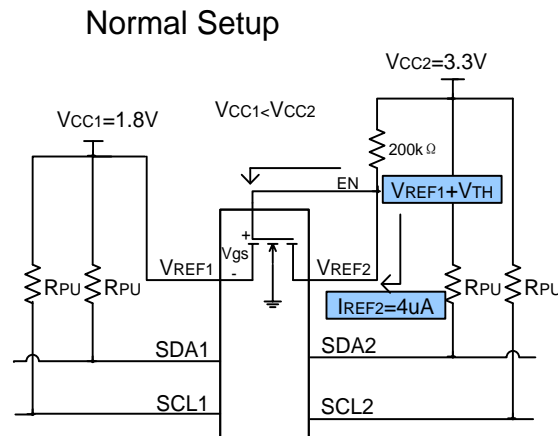 Normal Setup
VCC2=3.3V
VCC1=1.8V
VCC1<VCC2
200kΩ
EN
VREF1+VTH
+
Vgs
-
VREF1
VREF2
RPU
RPU
RPU
RPU
IREF2=4uA
SDA1
SDA2
SCL1
SCL2